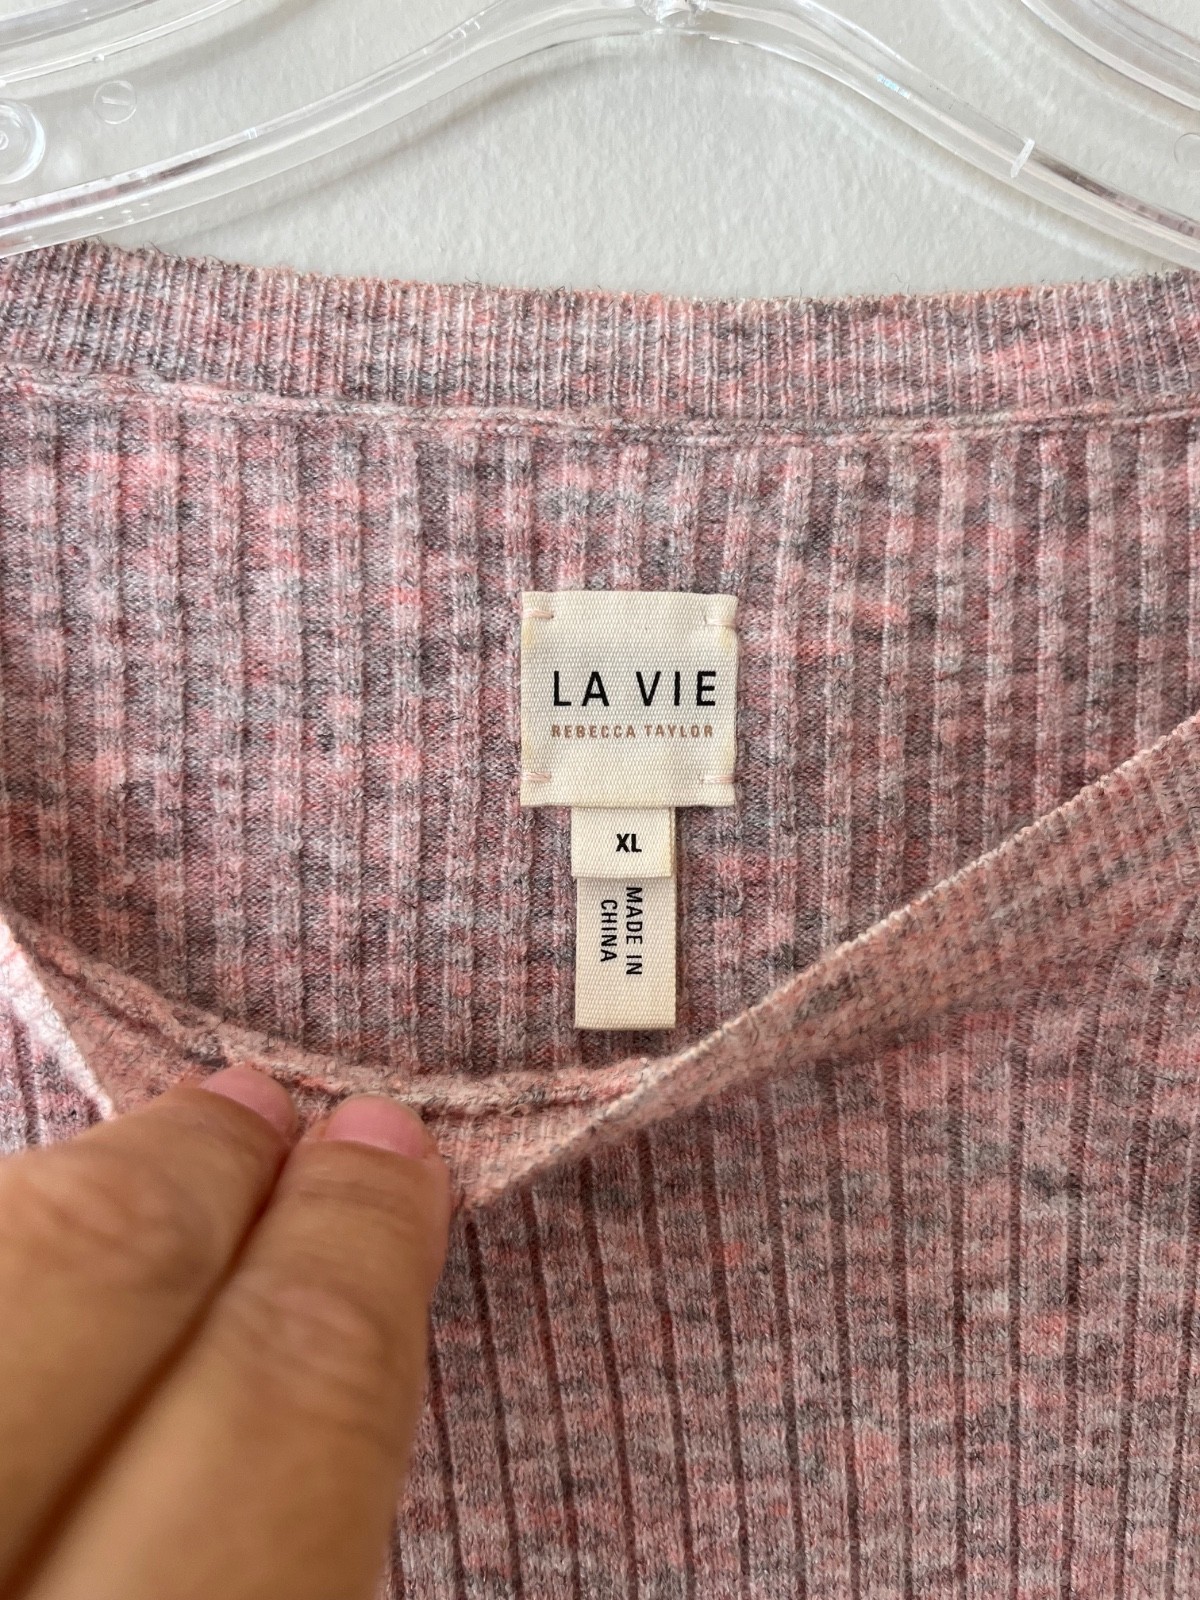 LA VIE
REBECCA TAYLOR
XL
MADE IN
CHINA